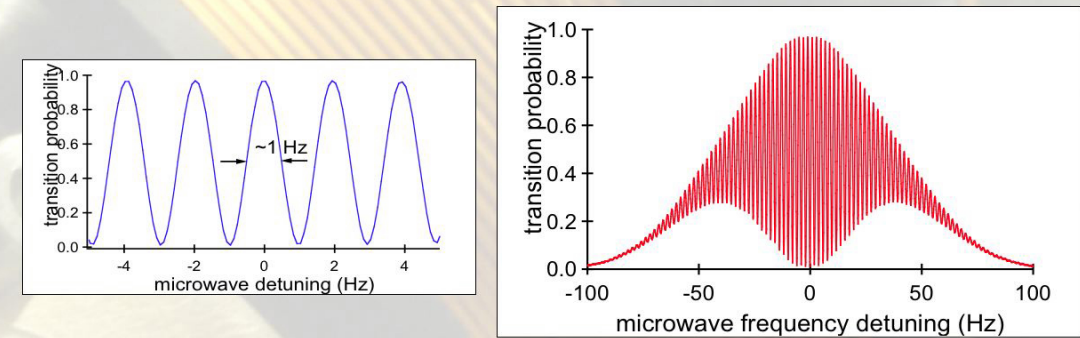 transition probability
1.0
0.8
0.6
0.4
0.2
0.0
~1 Hz
-4 -2 0 2 4
microwave detuning (Hz)
transition probability
1.0
0.8
0.6
0.4
0.2
0.0
-100 -50 0 50 100
microwave frequency detuning (Hz)